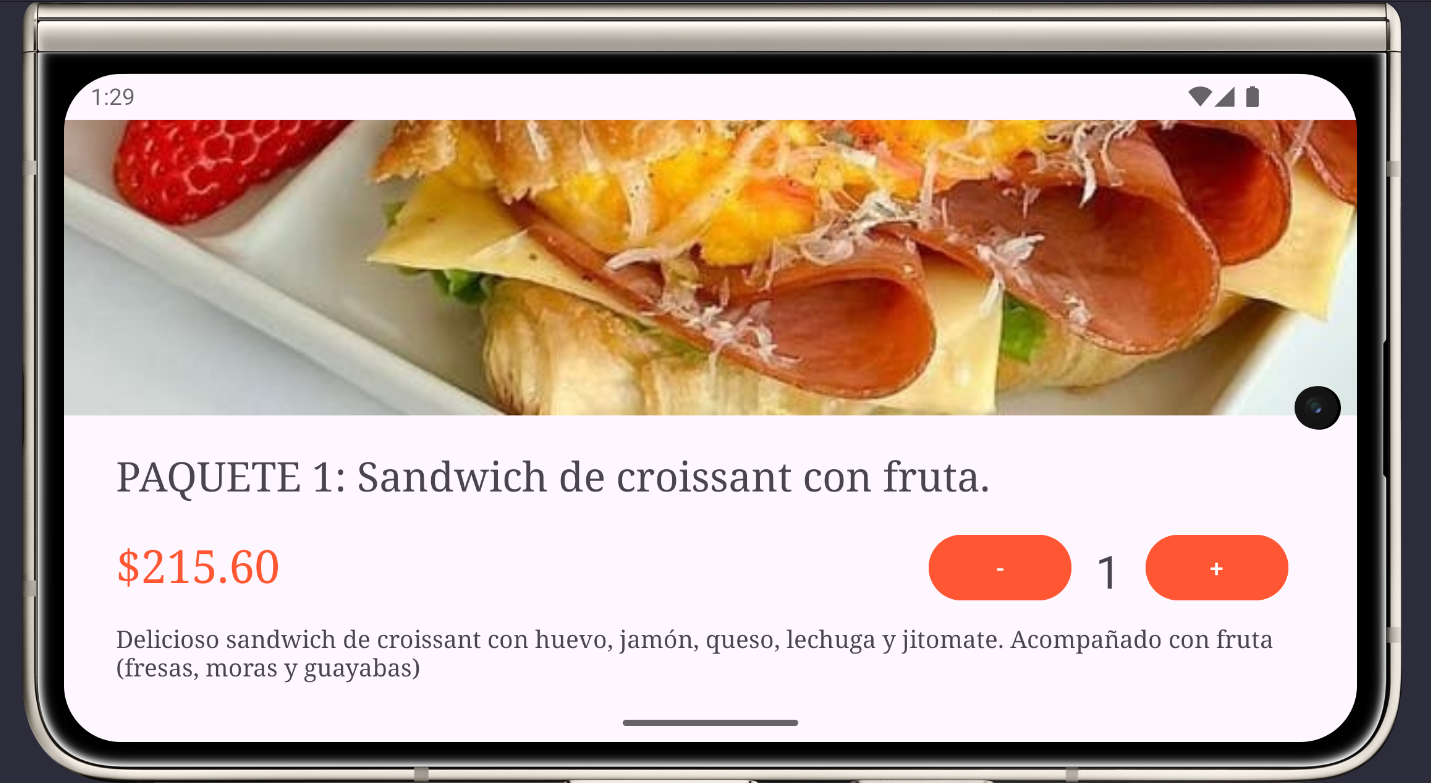 1:29
PAQUETE 1: Sandwich de croissant con fruta.
$215.60
- 1 +
Delicioso sandwich de croissant con huevo, jamón, queso, lechuga y jitomate. Acompañado con fruta
(fresas, moras y guayabas)